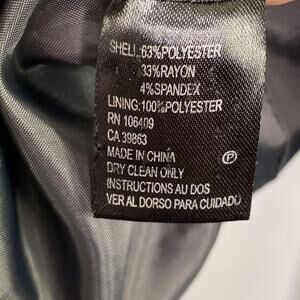 SHELL:63%POLYESTER
33%RAYON
4%SPANDEX
LINING:100%POLYESTER
RN 106409
CA 39863
MADE IN CHINA
DRY CLEAN ONLY
P
INSTRUCTIONS AU DOS
VER AL DORSO PARA CUIDADO